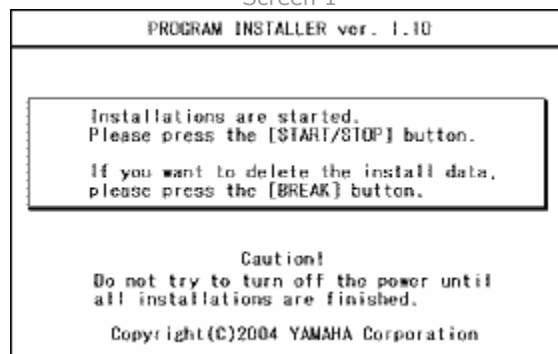 Screen 1
PROGRAM INSTALLER ver. 1.10
Installations are started.
Please press the [START/STOP] button.
If you want to delete the install data,
please press the [BREAK] button.
Caution!
Do not try to turn off the power until
all installations are finished.
Copyright(C)2004 YAMAHA Corporation